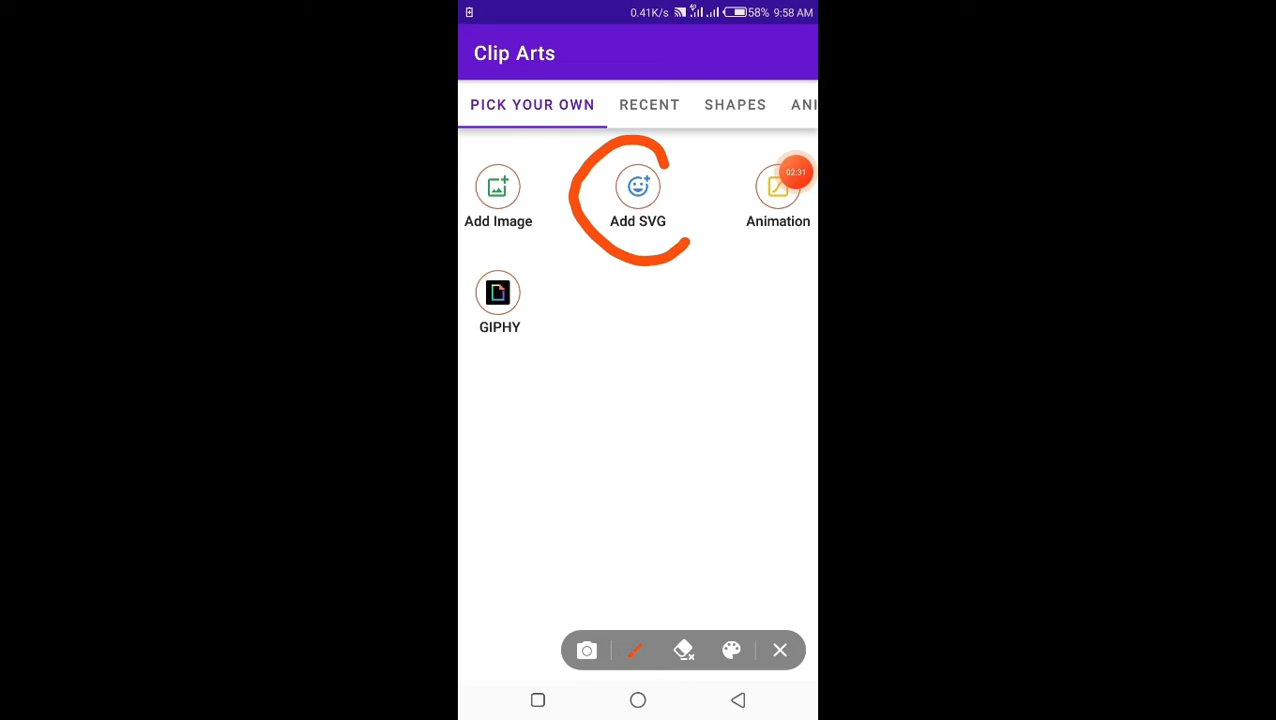 0.41K/s 4G 58% 9:58 AM
Clip Arts
PICK YOUR OWN RECENT SHAPES ANI
02:31
Add Image Add SVG Animation
GIPHY